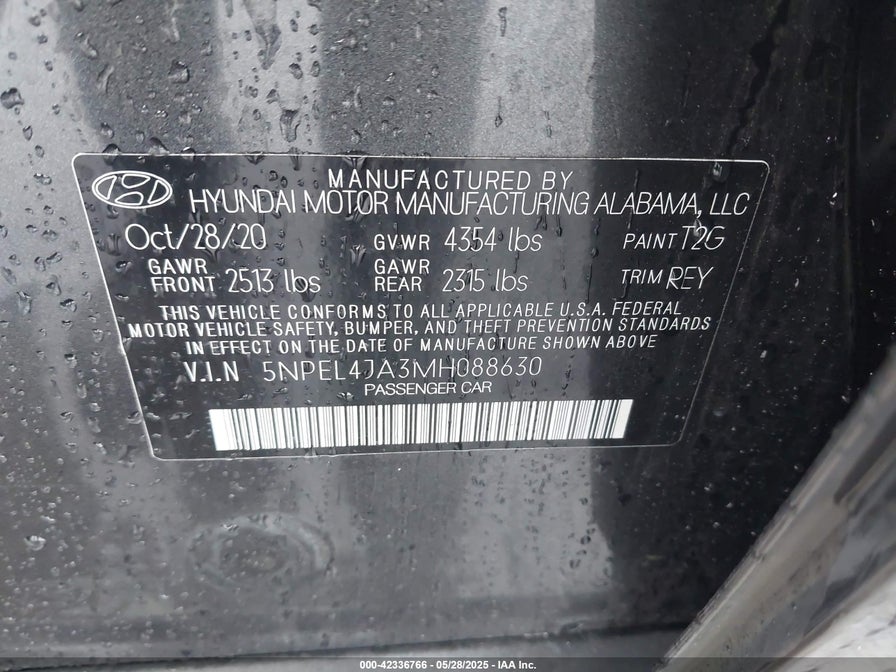 MANUFACTURED BY
HYUNDAI MOTOR MANUFACTURING ALABAMA, LLC
Oct/28/20 GVWR 4354 lbs PAINT T2G
GAWR FRONT 2513 lbs GAWR REAR 2315 lbs TRIM REY
THIS VEHICLE CONFORMS TO ALL APPLICABLE U.S.A. FEDERAL
MOTOR VEHICLE SAFETY, BUMPER, AND THEFT PREVENTION STANDARDS
IN EFFECT ON THE DATE OF MANUFACTURE SHOWN ABOVE
V.I.N 5NPEL4JA3MH088630
PASSENGER CAR
000-42336766 - 05/28/2025 - IAA Inc.